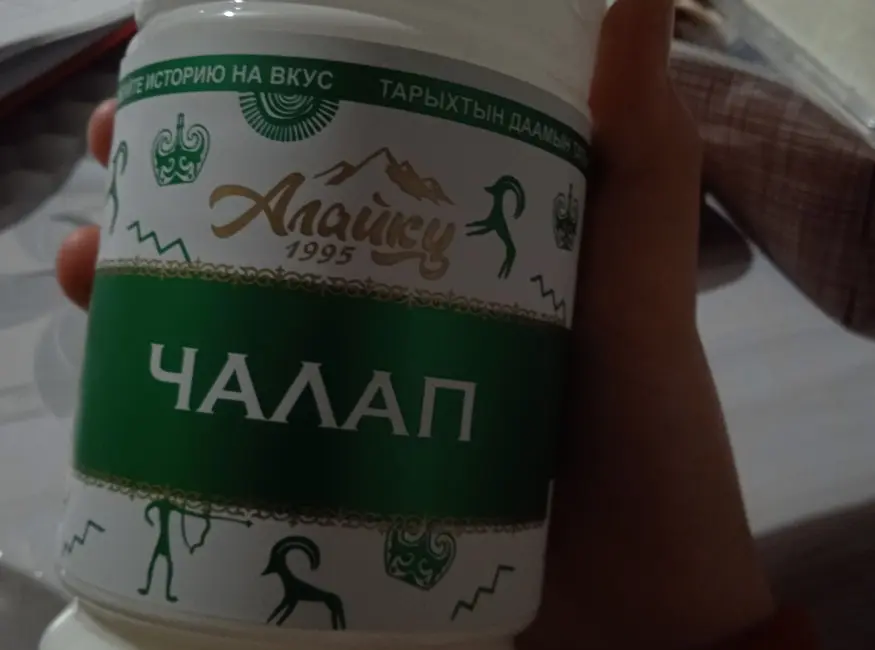 ИСТОРИЮ НА ВКУС ТАРЫХТЫН ДААМЫН
Алайку
1995
ЧАЛАП